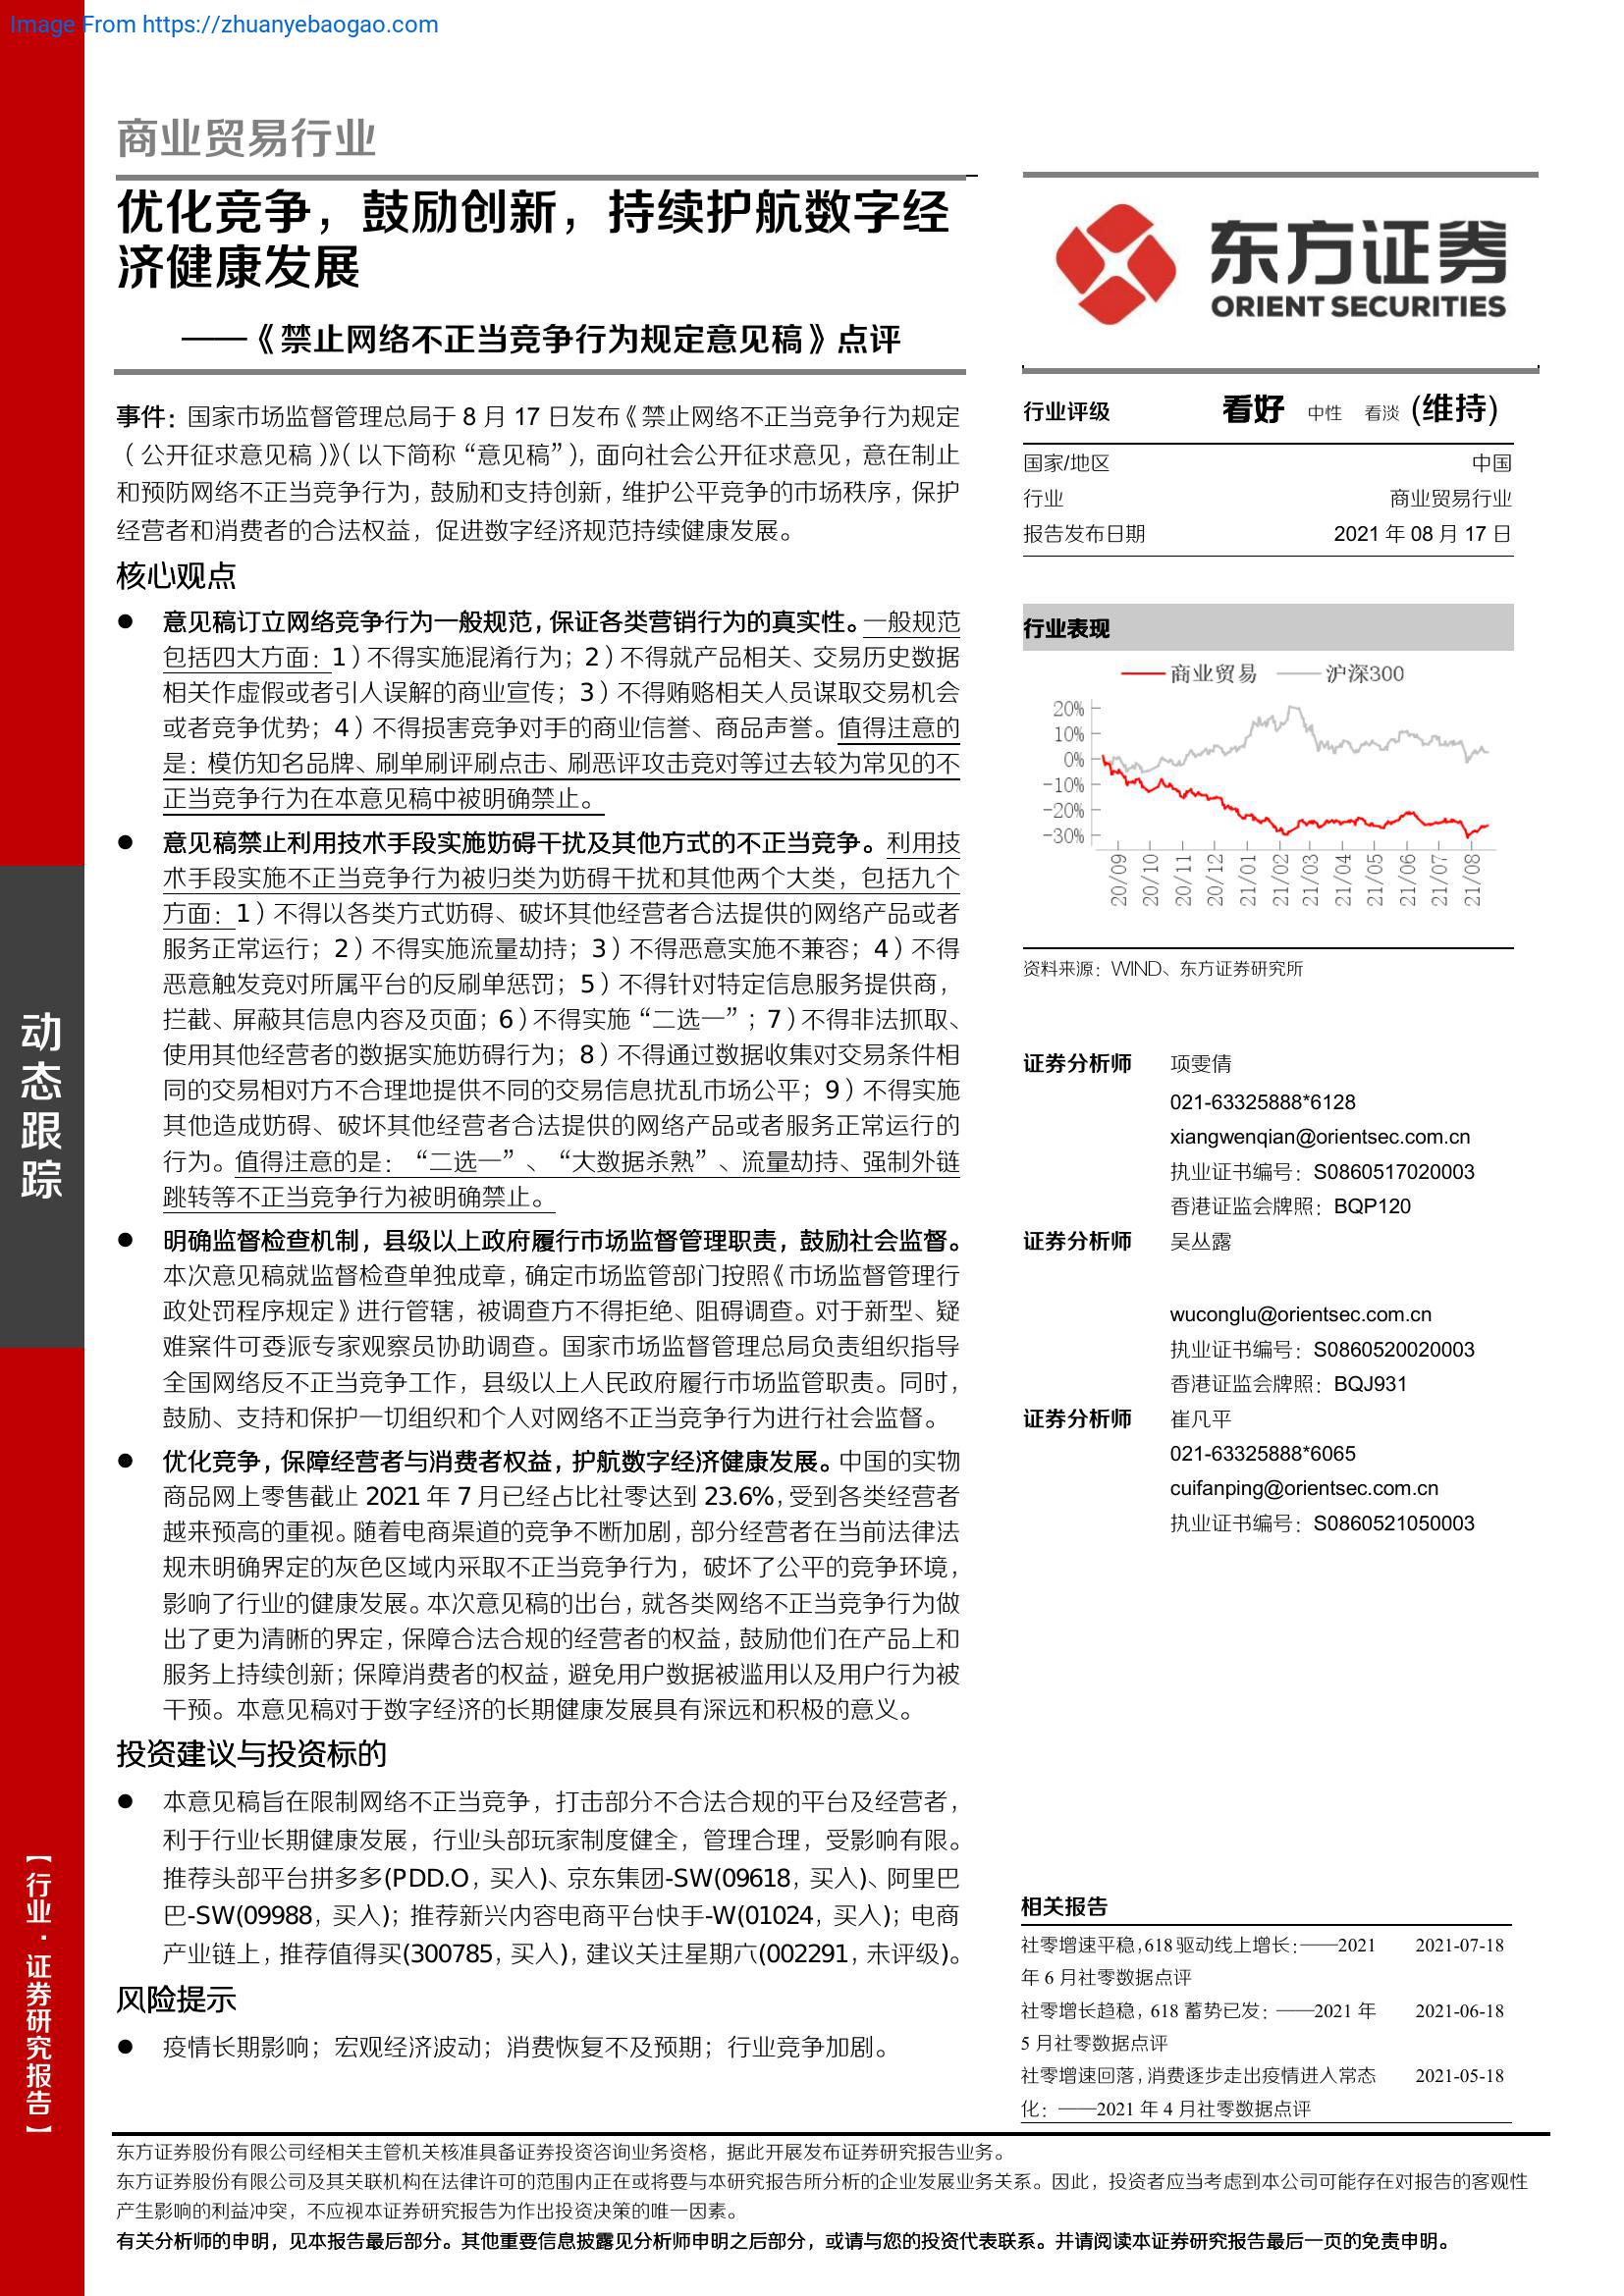 Image From https://zhuanyebaogao.com
商业贸易行业
优化竞争，鼓励创新，持续护航数字经
济健康发展
——《禁止网络不正当竞争行为规定意见稿》点评
事件：国家市场监督管理总局于 8 月 17 日发布《禁止网络不正当竞争行为规定
（公开征求意见稿）》（以下简称“意见稿”），面向社会公开征求意见，意在制止
和预防网络不正当竞争行为，鼓励和支持创新，维护公平竞争的市场秩序，保护
经营者和消费者的合法权益，促进数字经济规范持续健康发展。
核心观点
● 意见稿订立网络竞争行为一般规范，保证各类营销行为的真实性。一般规范
包括四大方面：1）不得实施混淆行为；2）不得就产品相关、交易历史数据
相关作虚假或者引人误解的商业宣传；3）不得贿赂相关人员谋取交易机会
或者竞争优势；4）不得损害竞争对手的商业信誉、商品声誉。值得注意的
是：模仿知名品牌、刷单刷评刷点击、刷恶评攻击竞对等过去较为常见的不
正当竞争行为在本意见稿中被明确禁止。
● 意见稿禁止利用技术手段实施妨碍干扰及其他方式的不正当竞争。利用技
术手段实施不正当竞争行为被归类为妨碍干扰和其他两个大类，包括九个
方面：1）不得以各类方式妨碍、破坏其他经营者合法提供的网络产品或者
服务正常运行；2）不得实施流量劫持；3）不得恶意实施不兼容；4）不得
恶意触发竞对所属平台的反刷单惩罚；5）不得针对特定信息服务提供商，
拦截、屏蔽其信息内容及页面；6）不得实施“二选一”；7）不得非法抓取、
使用其他经营者的数据实施妨碍行为；8）不得通过数据收集对交易条件相
同的交易相对方不合理地提供不同的交易信息扰乱市场公平；9）不得实施
其他造成妨碍、破坏其他经营者合法提供的网络产品或者服务正常运行的
行为。值得注意的是：“二选一”、“大数据杀熟”、流量劫持、强制外链
跳转等不正当竞争行为被明确禁止。
● 明确监督检查机制，县级以上政府履行市场监督管理职责，鼓励社会监督。
本次意见稿就监督检查单独成章，确定市场监管部门按照《市场监督管理行
政处罚程序规定》进行管辖，被调查方不得拒绝、阻碍调查。对于新型、疑
难案件可委派专家观察员协助调查。国家市场监督管理总局负责组织指导
全国网络反不正当竞争工作，县级以上人民政府履行市场监管职责。同时，
鼓励、支持和保护一切组织和个人对网络不正当竞争行为进行社会监督。
● 优化竞争，保障经营者与消费者权益，护航数字经济健康发展。中国的实物
商品网上零售截止 2021 年 7 月已经占比社零达到 23.6%，受到各类经营者
越来预高的重视。随着电商渠道的竞争不断加剧，部分经营者在当前法律法
规未明确界定的灰色区域内采取不正当竞争行为，破坏了公平的竞争环境，
影响了行业的健康发展。本次意见稿的出台，就各类网络不正当竞争行为做
出了更为清晰的界定，保障合法合规的经营者的权益，鼓励他们在产品上和
服务上持续创新；保障消费者的权益，避免用户数据被滥用以及用户行为被
干预。本意见稿对于数字经济的长期健康发展具有深远和积极的意义。
投资建议与投资标的
● 本意见稿旨在限制网络不正当竞争，打击部分不合法合规的平台及经营者，
利于行业长期健康发展，行业头部玩家制度健全，管理合理，受影响有限。
推荐头部平台拼多多(PDD.O，买入)、京东集团-SW(09618，买入)、阿里巴
巴-SW(09988，买入)；推荐新兴内容电商平台快手-W(01024，买入)；电商
产业链上，推荐值得买(300785，买入)，建议关注星期六(002291，未评级)。
风险提示
● 疫情长期影响；宏观经济波动；消费恢复不及预期；行业竞争加剧。
东方证券
ORIENT SECURITIES
行业评级 看好 中性 看淡 (维持)
国家/地区 中国
行业 商业贸易行业
报告发布日期 2021 年 08 月 17 日
行业表现
商业贸易 沪深300
20%
10%
0%
-10%
-20%
-30%
20/09 20/10 20/11 20/12 21/01 21/02 21/03 21/04 21/05 21/06 21/07 21/08
资料来源：WIND、东方证券研究所
证券分析师 项雯倩
021-63325888*6128
xiangwenqian@orientsec.com.cn
执业证书编号：S0860517020003
香港证监会牌照：BQP120
证券分析师 吴丛露
wuconglu@orientsec.com.cn
执业证书编号：S0860520020003
香港证监会牌照：BQJ931
证券分析师 崔凡平
021-63325888*6065
cuifanping@orientsec.com.cn
执业证书编号：S0860521050003
相关报告
社零增速平稳，618驱动线上增长：——2021 2021-07-18
年 6 月社零数据点评
社零增长趋稳，618 蓄势已发：——2021 年 2021-06-18
5 月社零数据点评
社零增速回落，消费逐步走出疫情进入常态 2021-05-18
化：——2021 年 4 月社零数据点评
动态跟踪
【行业·证券研究报告】
东方证券股份有限公司经相关主管机关核准具备证券投资咨询业务资格，据此开展发布证券研究报告业务。
东方证券股份有限公司及其关联机构在法律许可的范围内正在或将要与本研究报告所分析的企业发展业务关系。因此，投资者应当考虑到本公司可能存在对报告的客观性
产生影响的利益冲突，不应视本证券研究报告为作出投资决策的唯一因素。
有关分析师的申明，见本报告最后部分。其他重要信息披露见分析师申明之后部分，或请与您的投资代表联系。并请阅读本证券研究报告最后一页的免责申明。